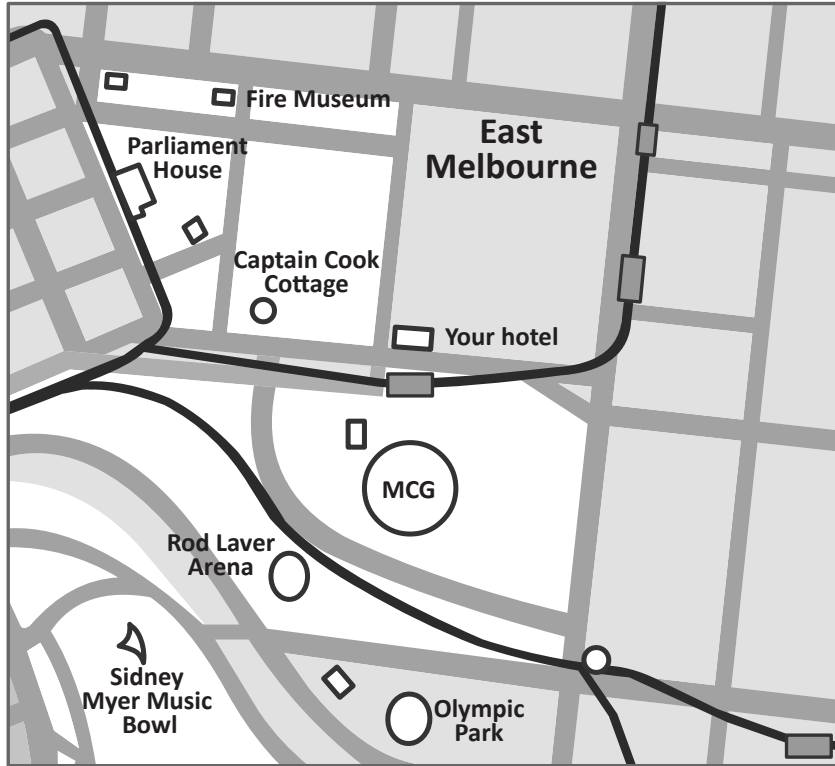 Fire Museum
East
Melbourne
Parliament
House
Captain Cook
Cottage
Your hotel
MCG
Rod Laver
Arena
Sidney
Myer Music
Bowl
Olympic
Park